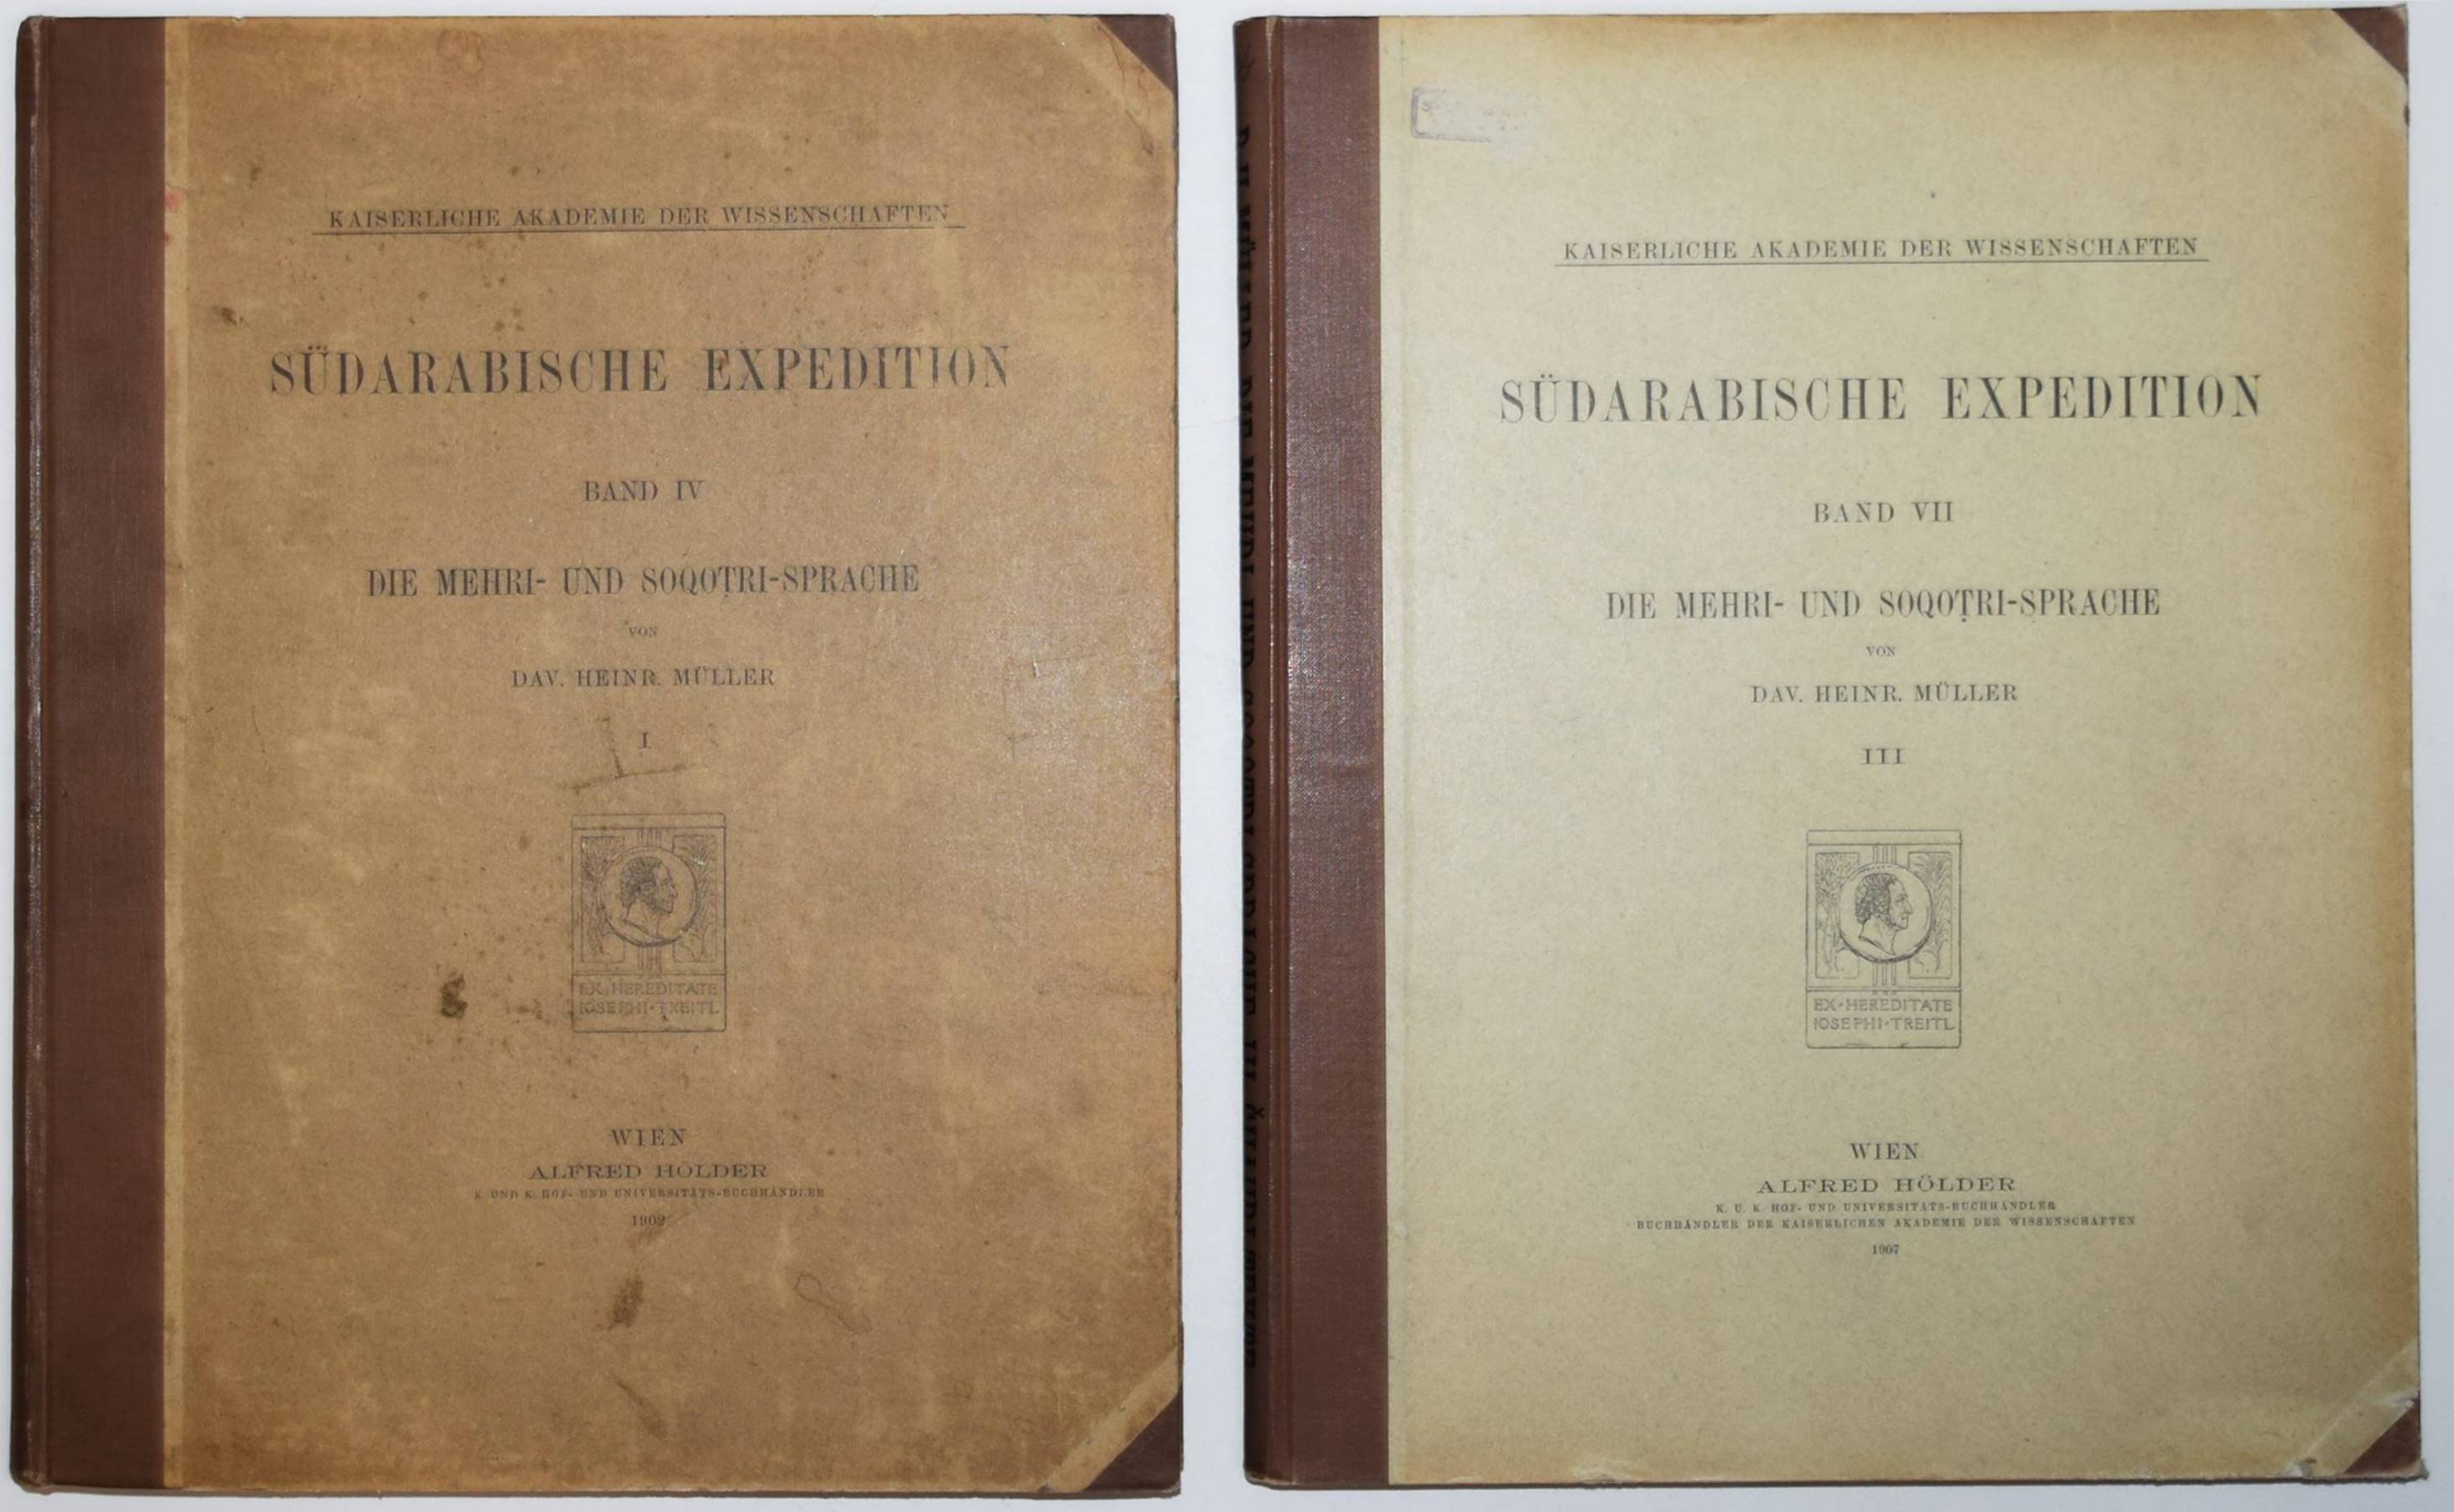 KAISERLICHE AKADEMIE DER WISSENSCHAFTEN
SÜDARABISCHE EXPEDITION
BAND IV
DIE MEHRI- UND SOQOṬRI-SPRACHE
VON
DAV. HEINR. MÜLLER
I
EX HEREDITATE
IOSEPHI·TREITL
WIEN
ALFRED HÖLDER
K. UND K. HOF- UND UNIVERSITÄTS-BUCHHÄNDLER
1902
KAISERLICHE AKADEMIE DER WISSENSCHAFTEN
SÜDARABISCHE EXPEDITION
BAND VII
DIE MEHRI- UND SOQOṬRI-SPRACHE
VON
DAV. HEINR. MÜLLER
III
EX·HEREDITATE
IOSEPHI·TREITL
WIEN
ALFRED HÖLDER
K. U. K. HOF- UND UNIVERSITÄTS-BUCHHÄNDLER
BUCHHÄNDLER DER KAISERLICHEN AKADEMIE DER WISSENSCHAFTEN
1907